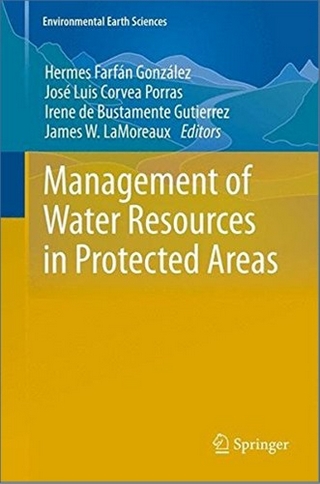 Environmental Earth Sciences
Hermes Farfán González
José Luis Corvea Porras
Irene de Bustamente Gutierrez
James W. LaMoreaux Editors
Management of
Water Resources
in Protected Areas
Springer